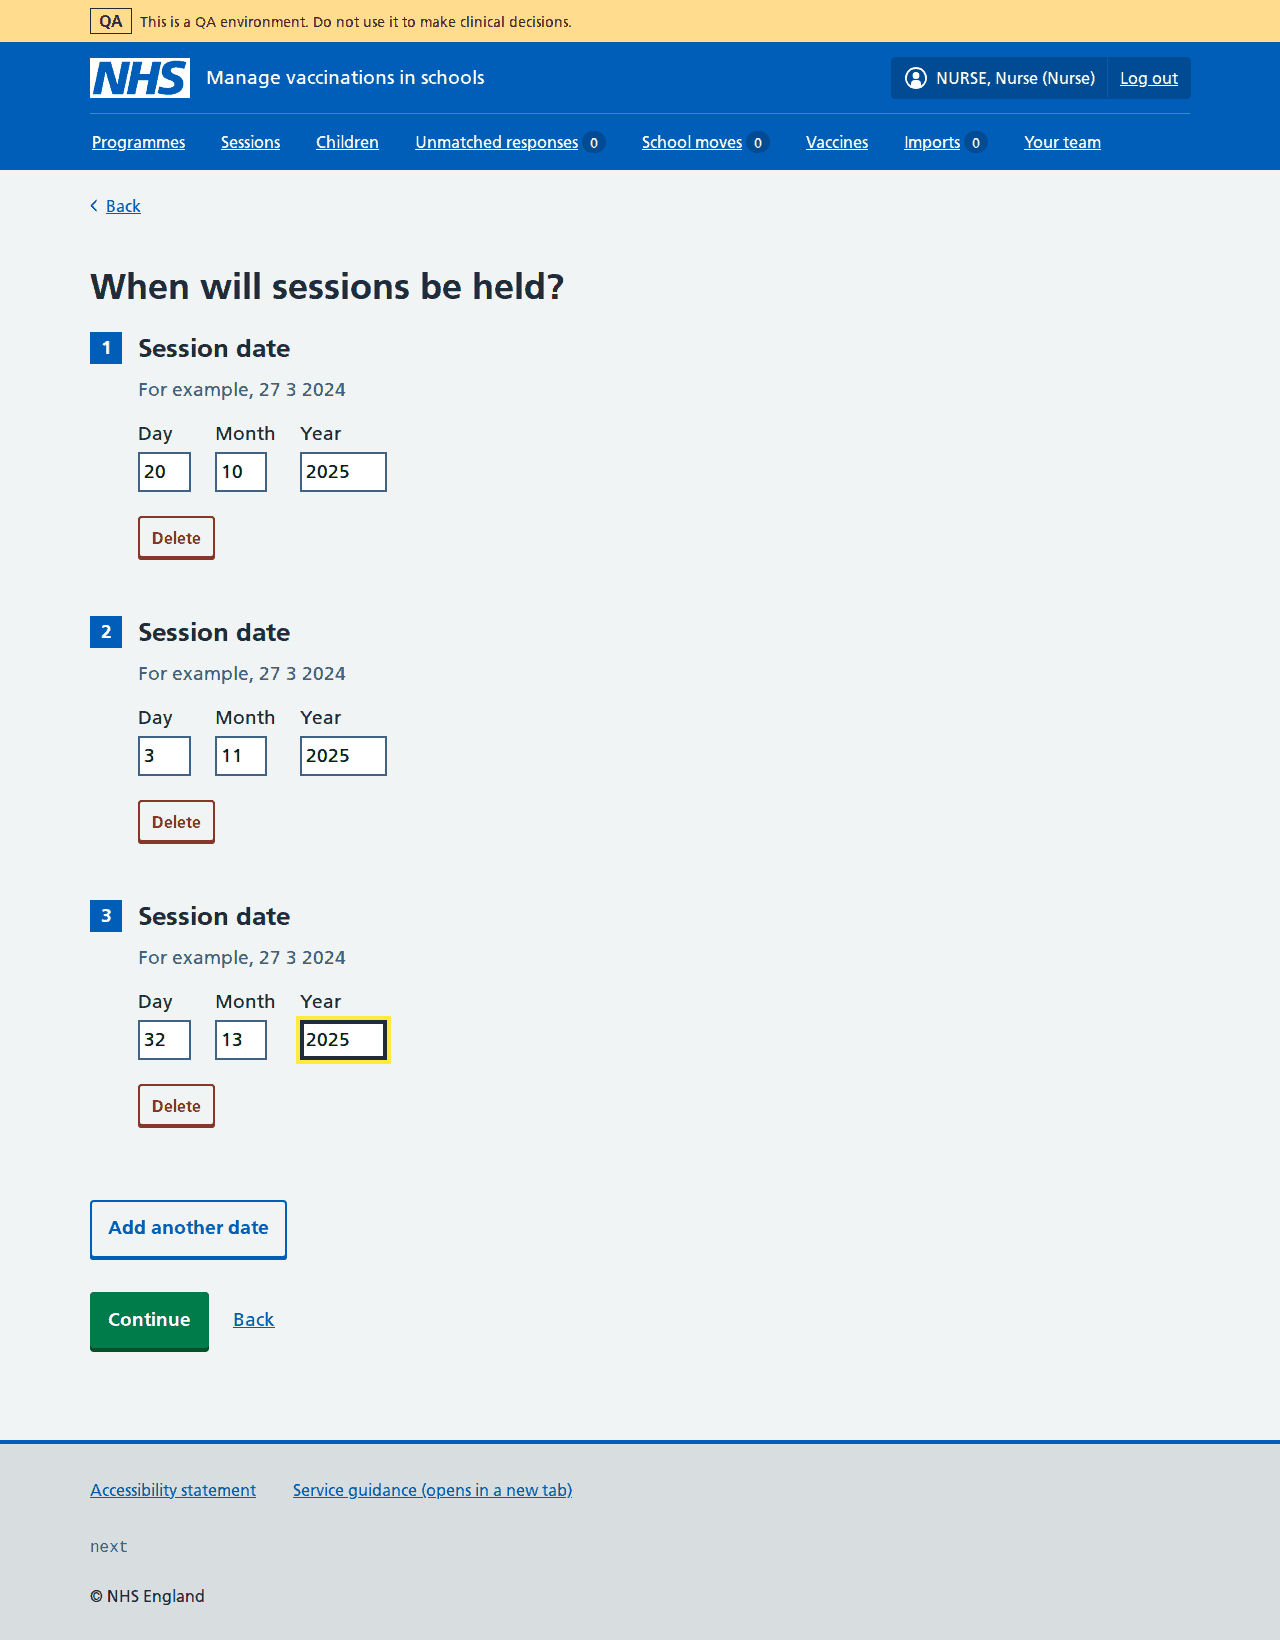 QA This is a QA environment. Do not use it to make clinical decisions.
NHS Manage vaccinations in schools NURSE, Nurse (Nurse) Log out
Programmes Sessions Children Unmatched responses 0 School moves 0 Vaccines Imports 0 Your team
Back
When will sessions be held?
1 Session date
For example, 27 3 2024
Day Month Year
20 10 2025
Delete
2 Session date
For example, 27 3 2024
Day Month Year
3 11 2025
Delete
3 Session date
For example, 27 3 2024
Day Month Year
32 13 2025
Delete
Add another date
Continue Back
Accessibility statement Service guidance (opens in a new tab)
next
© NHS England